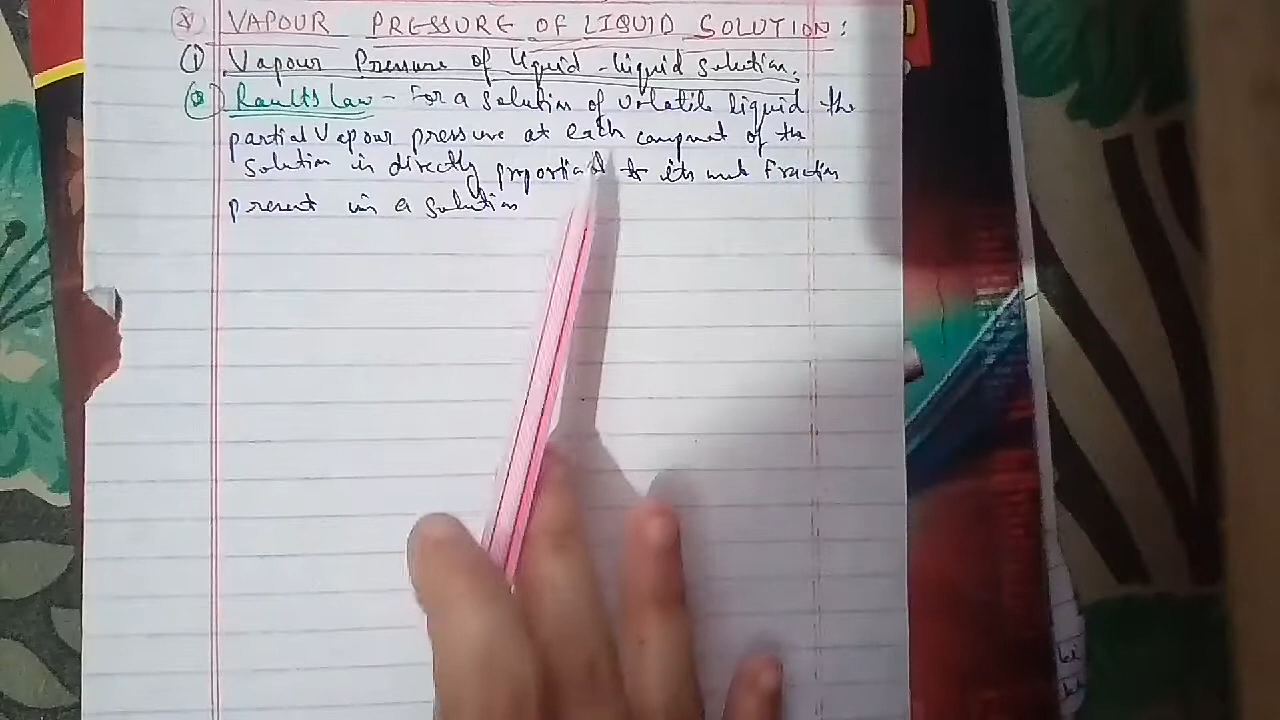 VAPOUR PRESSURE OF LIQUID SOLUTION:
① Vapour Pressure of liquid-liquid solution.
Raults law - For a solution of volatile liquid the
partial vapour pressure at each component of the
solution is directly proportional to its mole fraction
present in a solution